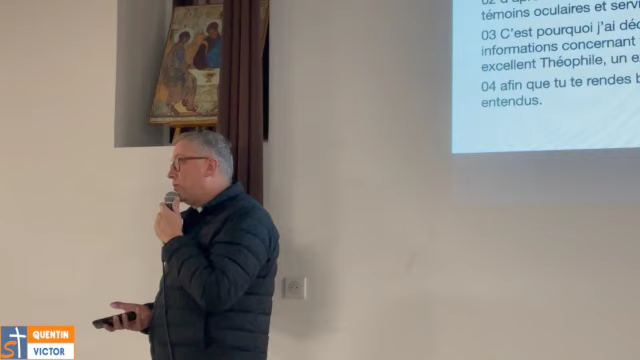 témoins oculaires et servi
03 C'est pourquoi j'ai déc
informations concernant
excellent Théophile, un ex
04 afin que tu te rendes b
entendus.
QUENTIN
VICTOR